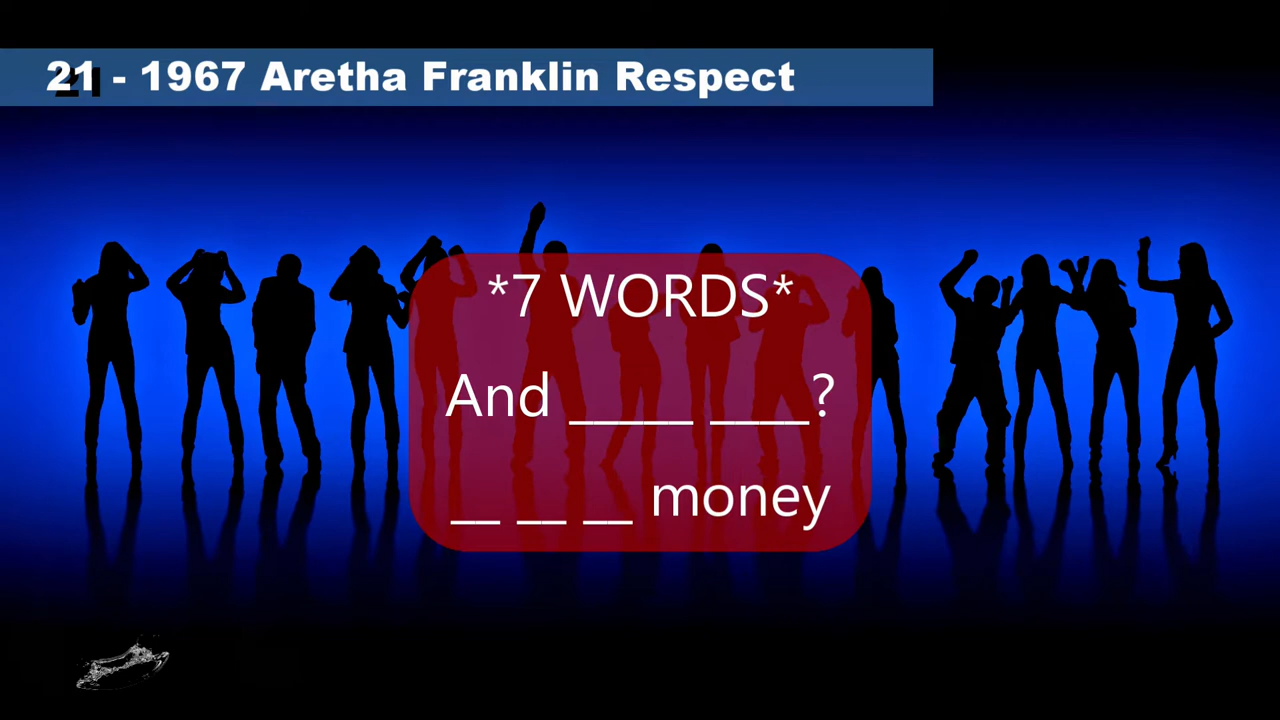 21 - 1967 Aretha Franklin Respect
*7 WORDS*
And _____ ____?
__ __ __ money